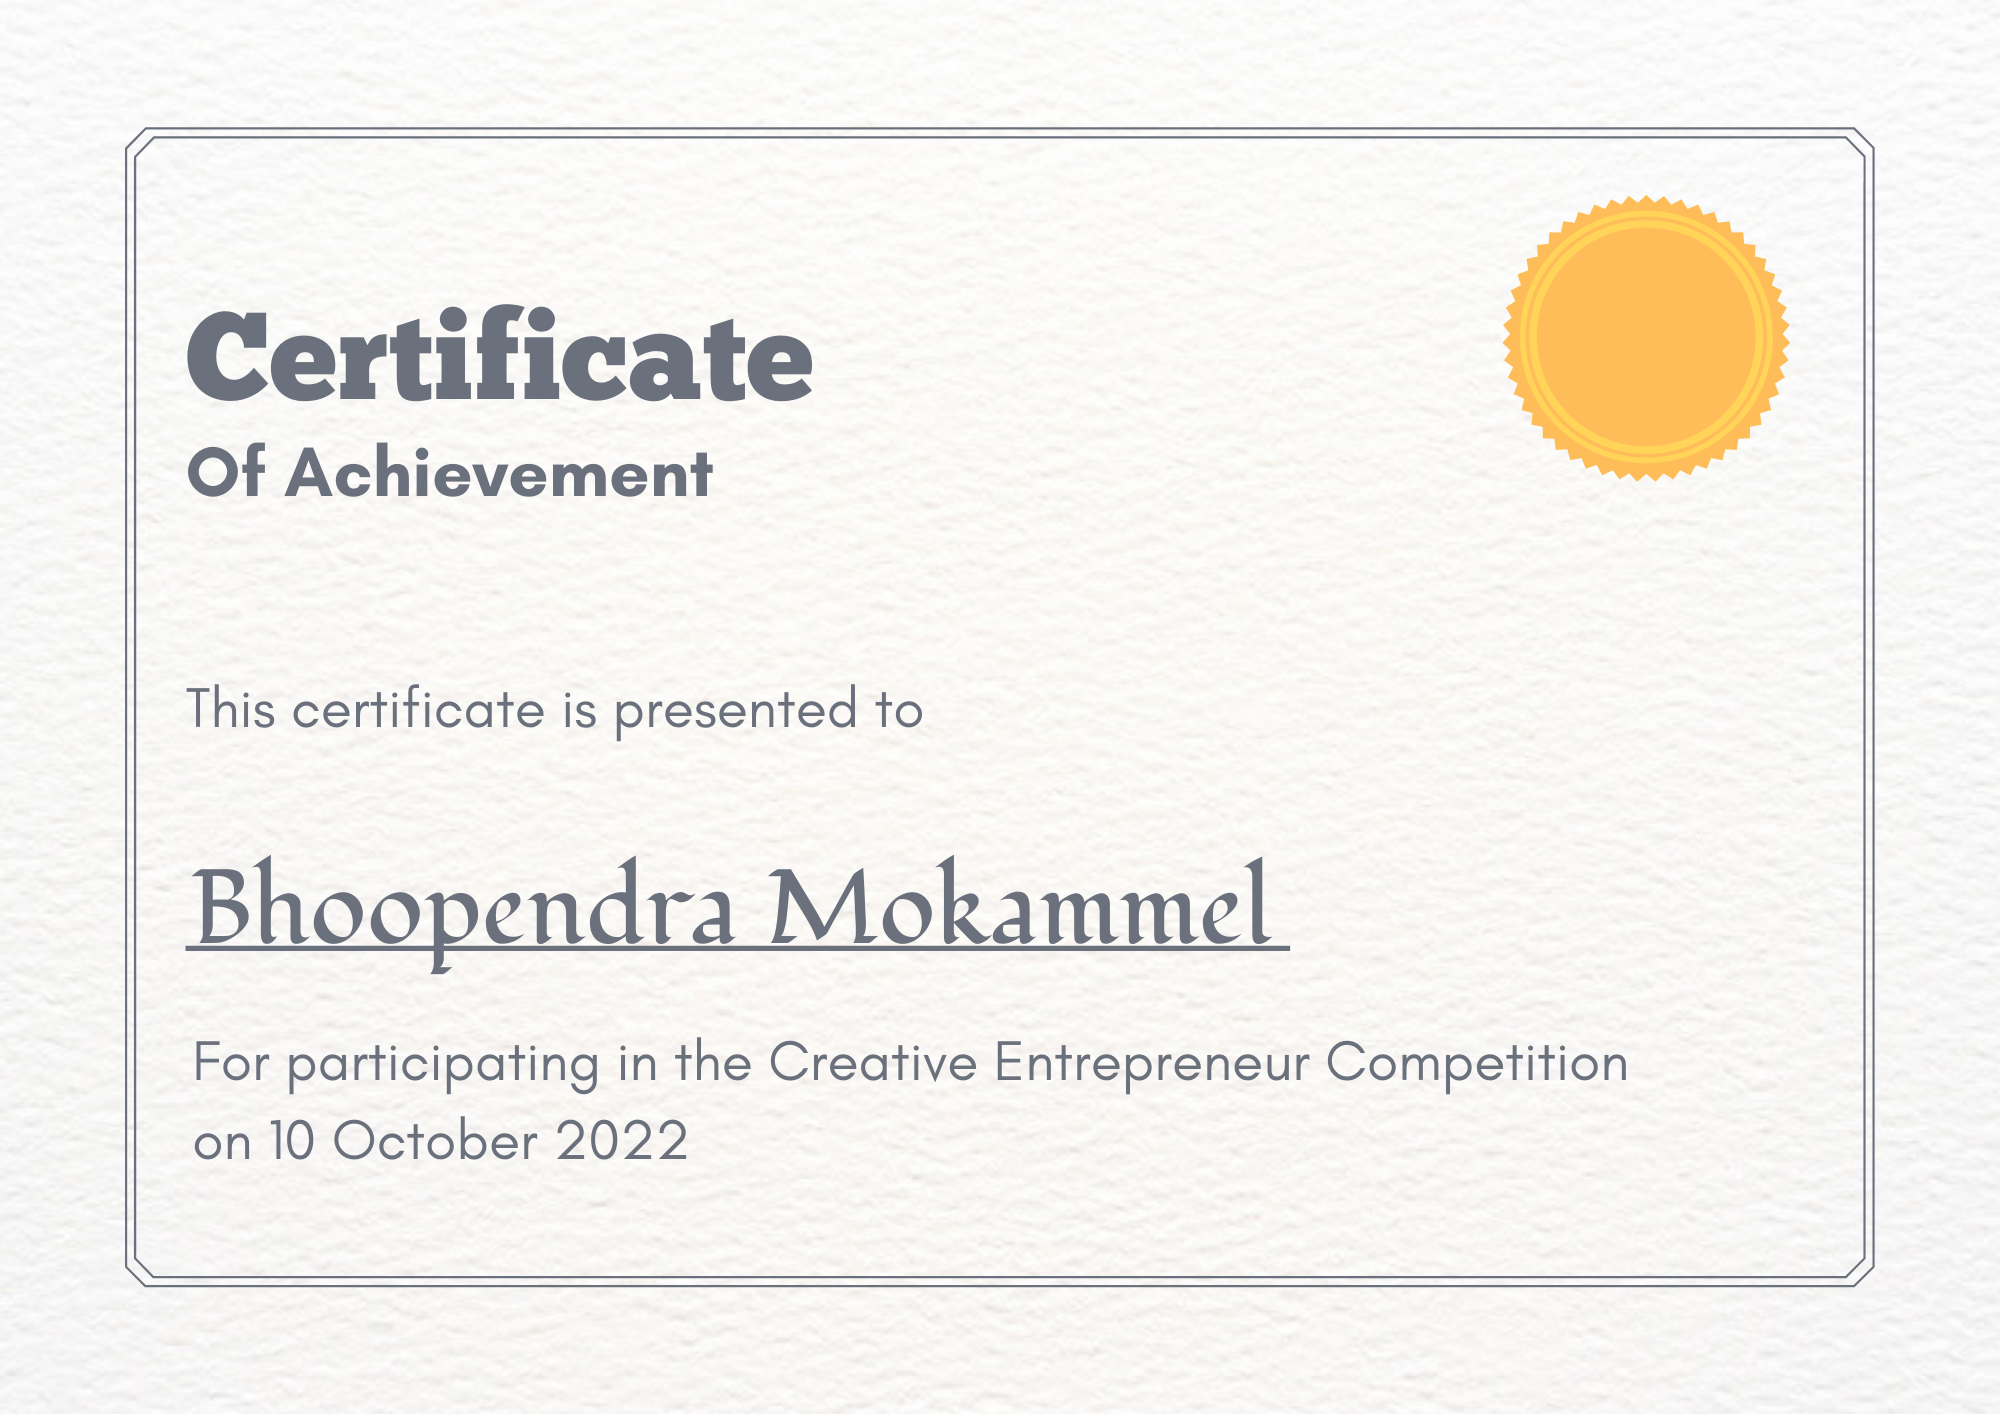 Certificate
Of Achievement
This certificate is presented to
Bhoopendra Mokammel
For participating in the Creative Entrepreneur Competition
on 10 October 2022